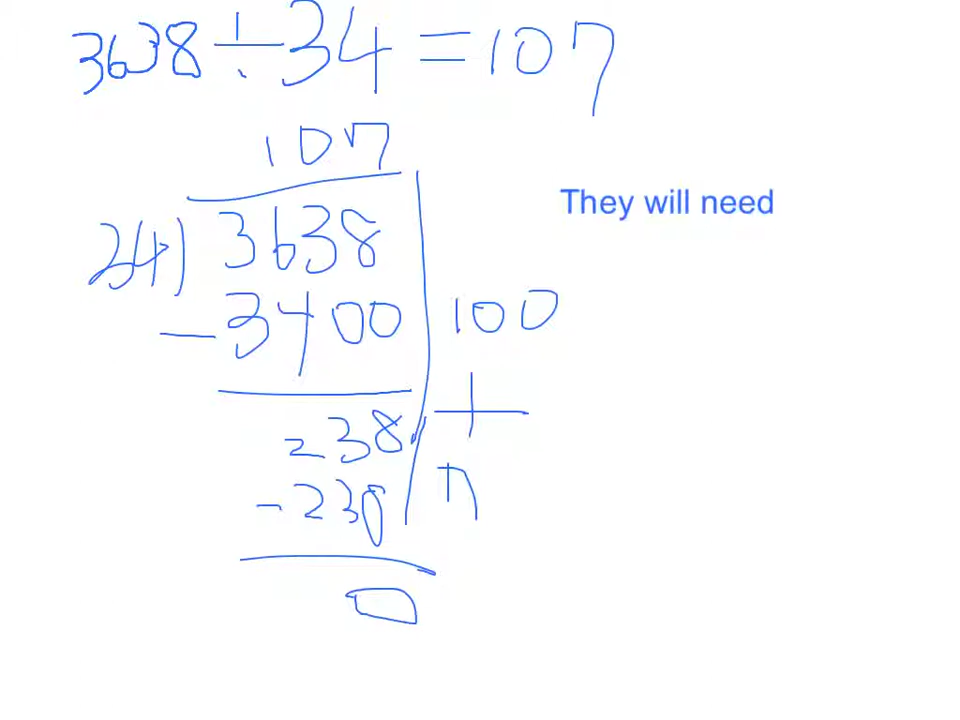 3638 ÷ 34 = 107
107
They will need
34) 3638
- 3400 100
+
238
- 238 7
0